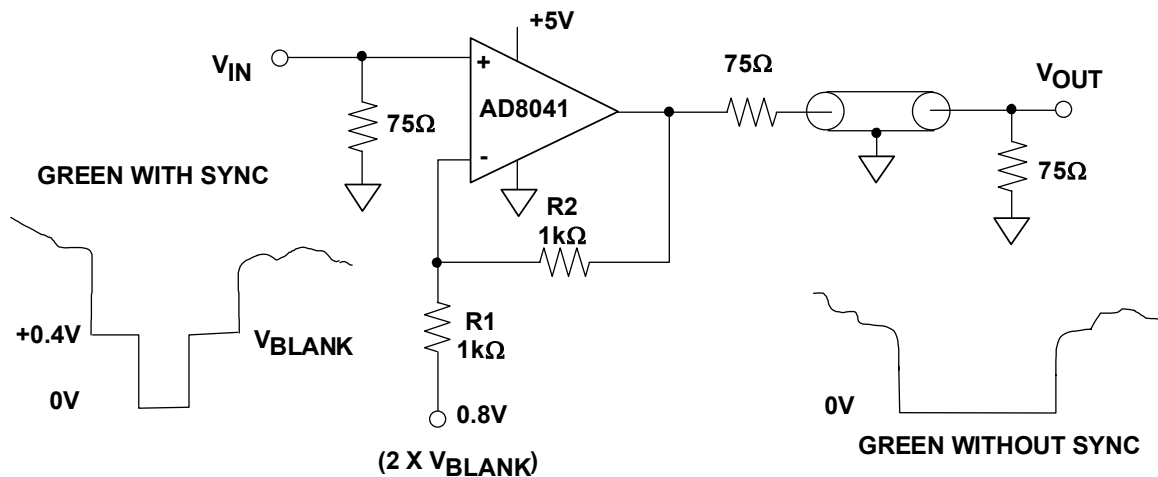 +5V
VIN
+
75Ω
VOUT
AD8041
75Ω
-
75Ω
GREEN WITH SYNC
R2
1kΩ
+0.4V
R1
VBLANK
1kΩ
0V
0.8V
0V
(2 X VBLANK)
GREEN WITHOUT SYNC